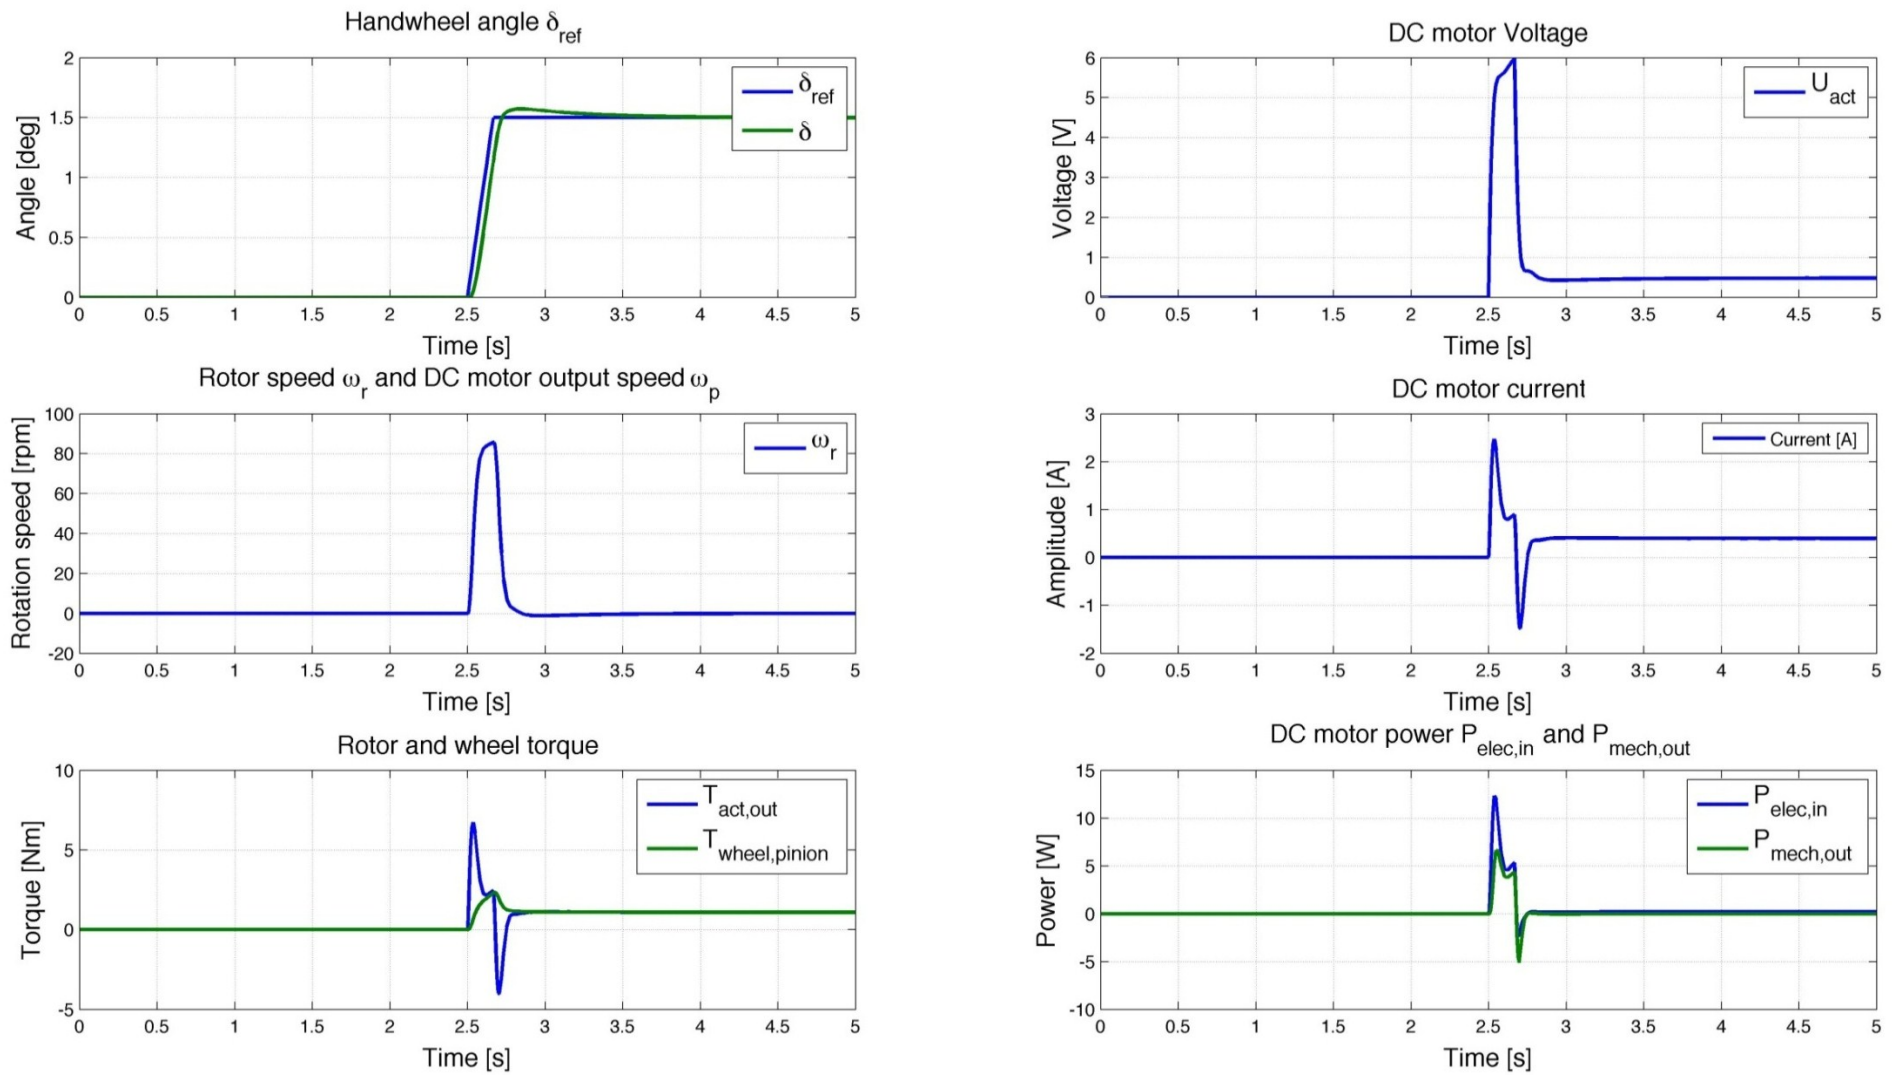 Handwheel angle δref
2
1.5
1
0.5
0
Angle [deg]
δref
δ
0 0.5 1 1.5 2 2.5 3 3.5 4 4.5 5
Time [s]
DC motor Voltage
6
5
4
3
2
1
0
Voltage [V]
Uact
0 0.5 1 1.5 2 2.5 3 3.5 4 4.5 5
Time [s]
Rotor speed ωr and DC motor output speed ωp
100
80
60
40
20
0
-20
Rotation speed [rpm]
ωr
0 0.5 1 1.5 2 2.5 3 3.5 4 4.5 5
Time [s]
DC motor current
3
2
1
0
-1
-2
Amplitude [A]
Current [A]
0 0.5 1 1.5 2 2.5 3 3.5 4 4.5 5
Time [s]
Rotor and wheel torque
10
5
0
-5
Torque [Nm]
Tact,out
Twheel,pinion
0 0.5 1 1.5 2 2.5 3 3.5 4 4.5 5
Time [s]
DC motor power Pelec,in and Pmech,out
15
10
5
0
-5
-10
Power [W]
Pelec,in
Pmech,out
0 0.5 1 1.5 2 2.5 3 3.5 4 4.5 5
Time [s]